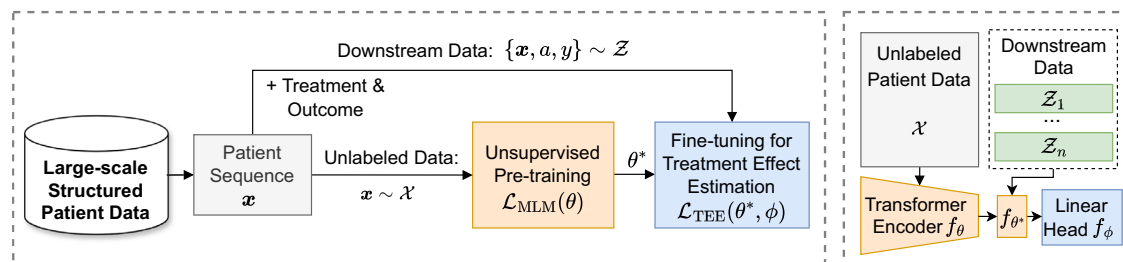 Downstream Data: {x, a, y} ∼ 𝒵
+ Treatment &
Outcome
Large-scale
Structured
Patient Data
Patient
Sequence
x
Unlabeled Data:
x ∼ 𝒳
Unsupervised
Pre-training
ℒ_MLM(θ)
θ*
Fine-tuning for
Treatment Effect
Estimation
ℒ_TEE(θ*, ϕ)
Unlabeled
Patient Data
𝒳
Downstream
Data
𝒵_1
...
𝒵_n
Transformer
Encoder f_θ
f_θ*
Linear
Head f_ϕ